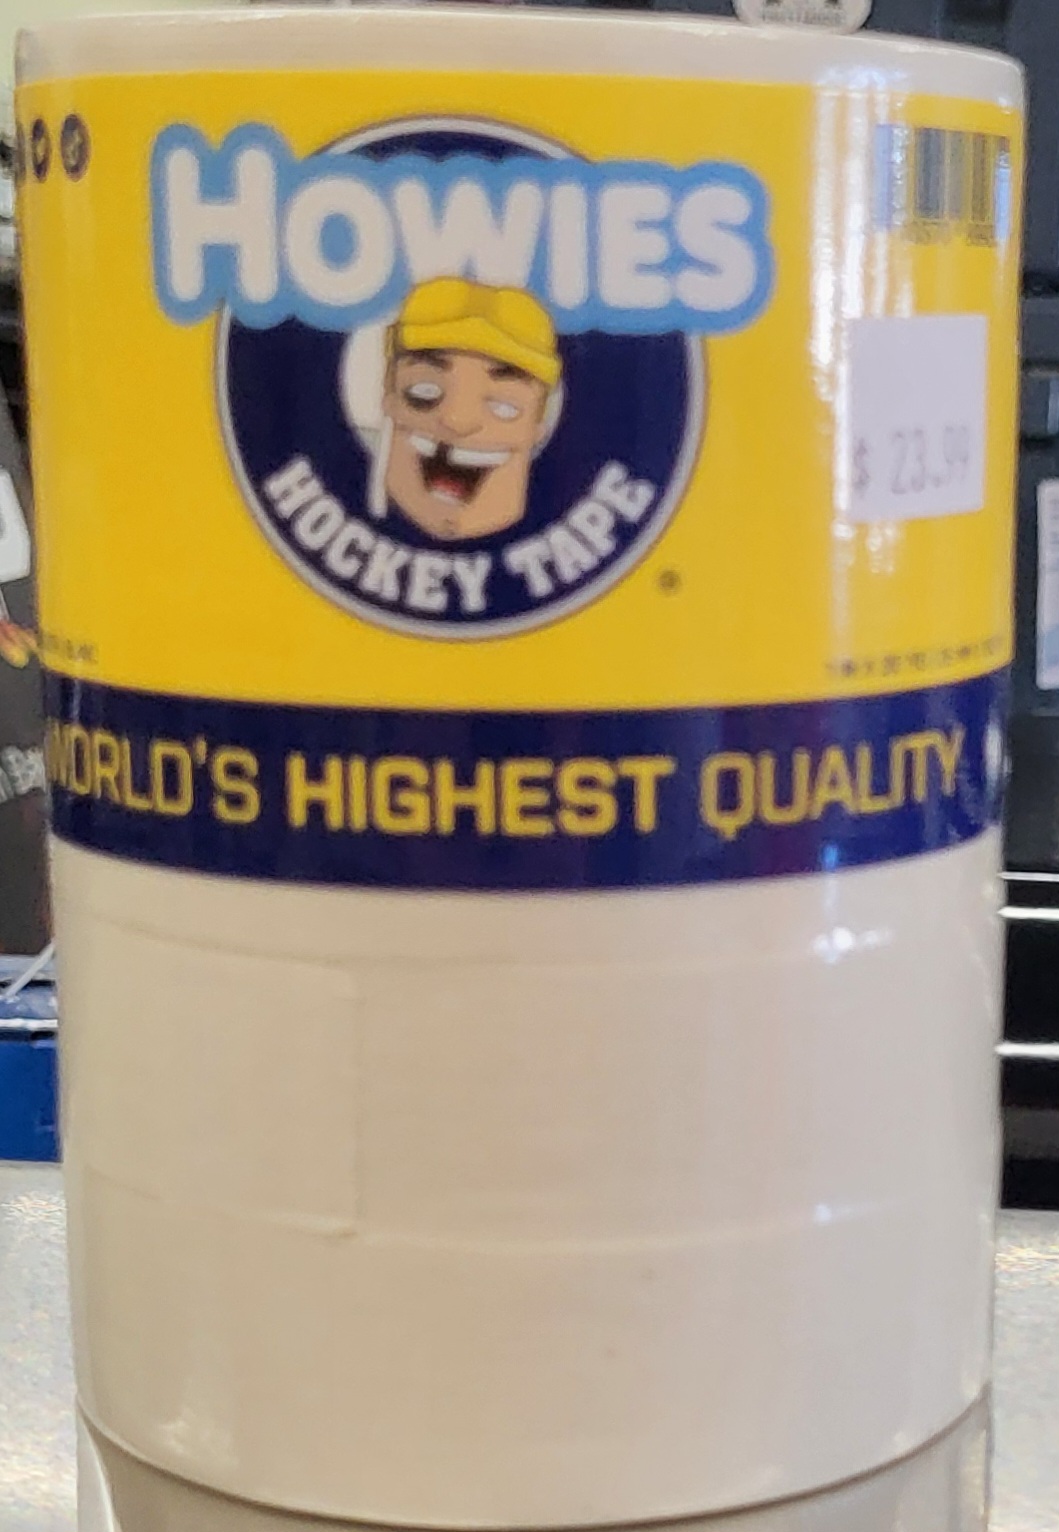 HOWIES
HOCKEY TAPE
®
$ 23.99
WORLD'S HIGHEST QUALITY